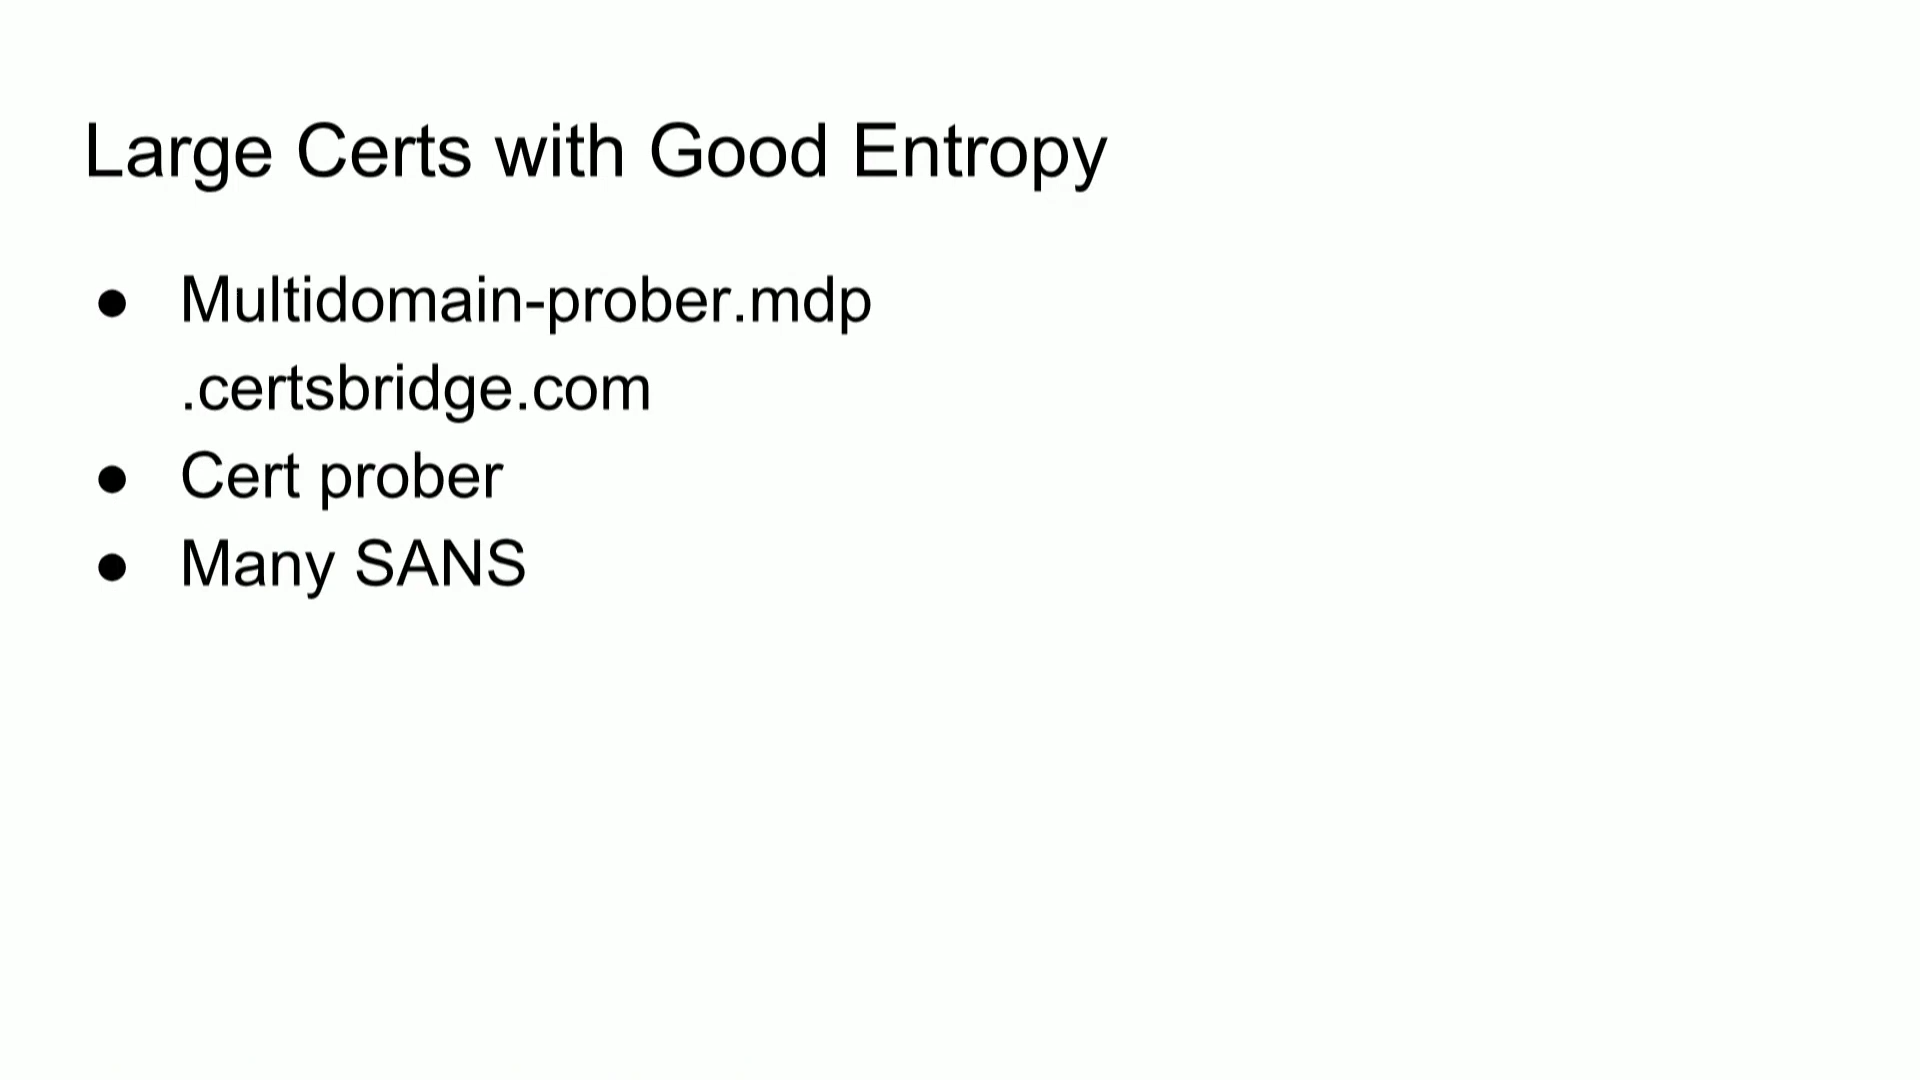 Large Certs with Good Entropy
● Multidomain-prober.mdp
.certsbridge.com
● Cert prober
● Many SANS